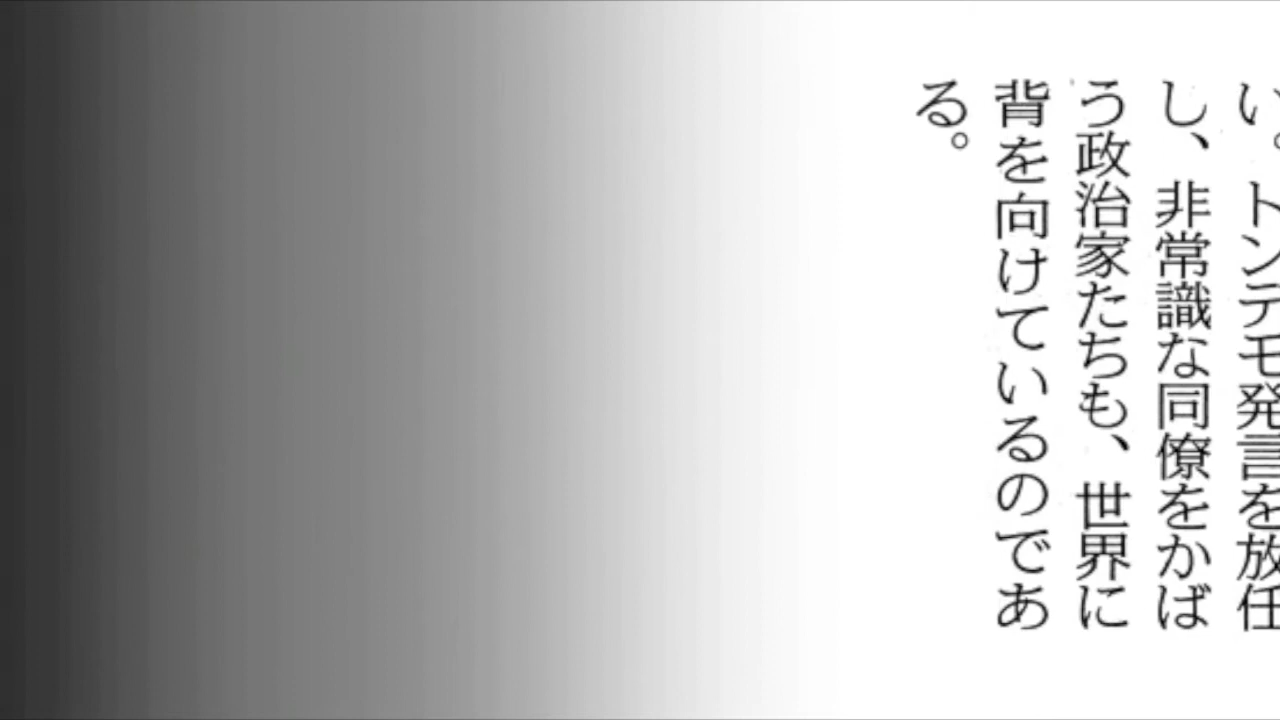 い。トンデモ発言を放任
し、非常識な同僚をかば
う政治家たちも、世界に
背を向けているのであ
る。